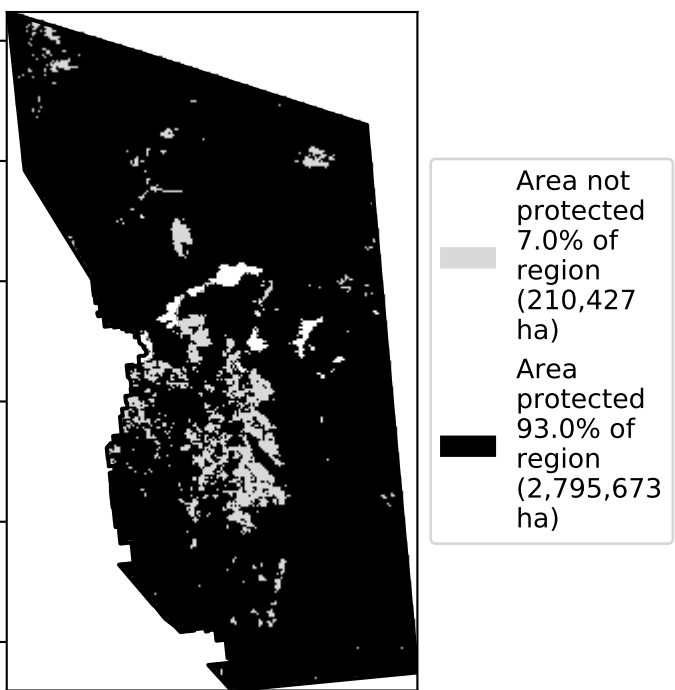 Area not
protected
7.0% of
region
(210,427
ha)
Area
protected
93.0% of
region
(2,795,673
ha)